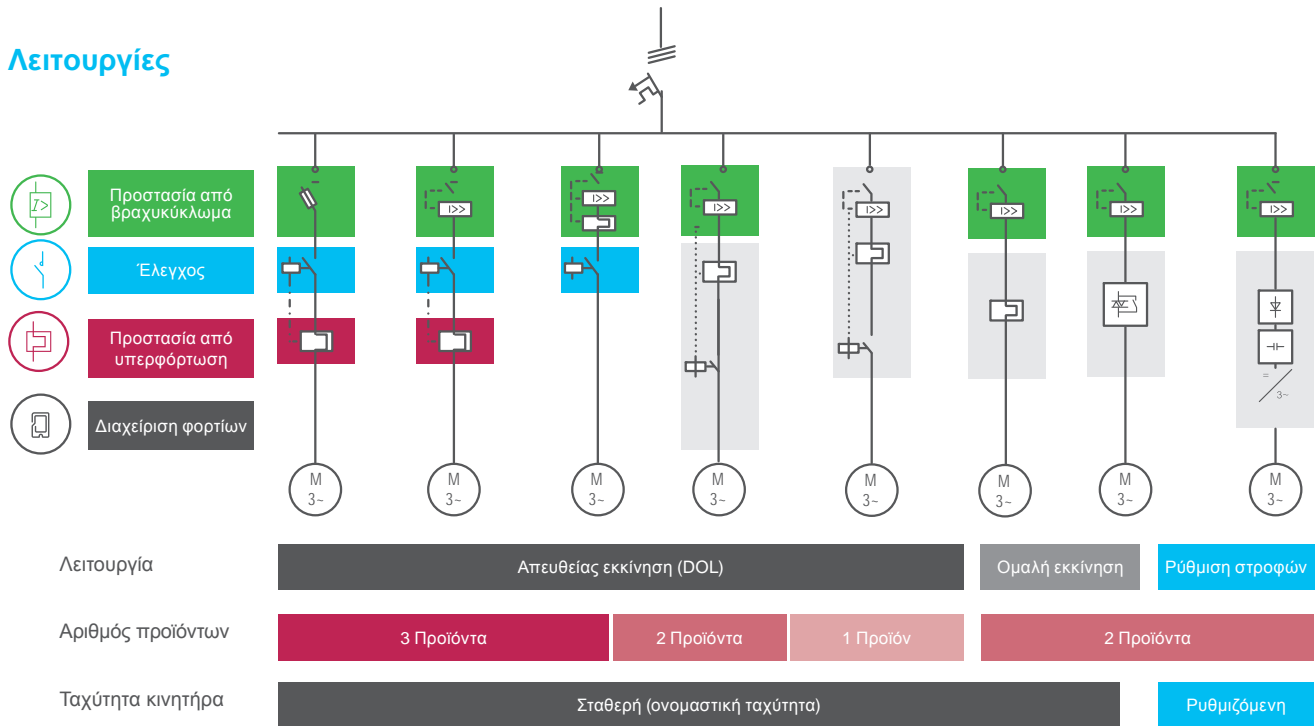 Λειτουργίες
Προστασία από
βραχυκύκλωμα
Έλεγχος
Προστασία από
υπερφόρτωση
Διαχείριση φορτίων
I>
I>>
I>>
I>>
I>>
I>>
I>>
I>>
=
3~
M
3~
M
3~
M
3~
M
3~
M
3~
M
3~
M
3~
M
3~
Λειτουργία
Απευθείας εκκίνηση (DOL)
Ομαλή εκκίνηση
Ρύθμιση στροφών
Αριθμός προϊόντων
3 Προϊόντα
2 Προϊόντα
1 Προϊόν
2 Προϊόντα
Ταχύτητα κινητήρα
Σταθερή (ονομαστική ταχύτητα)
Ρυθμιζόμενη